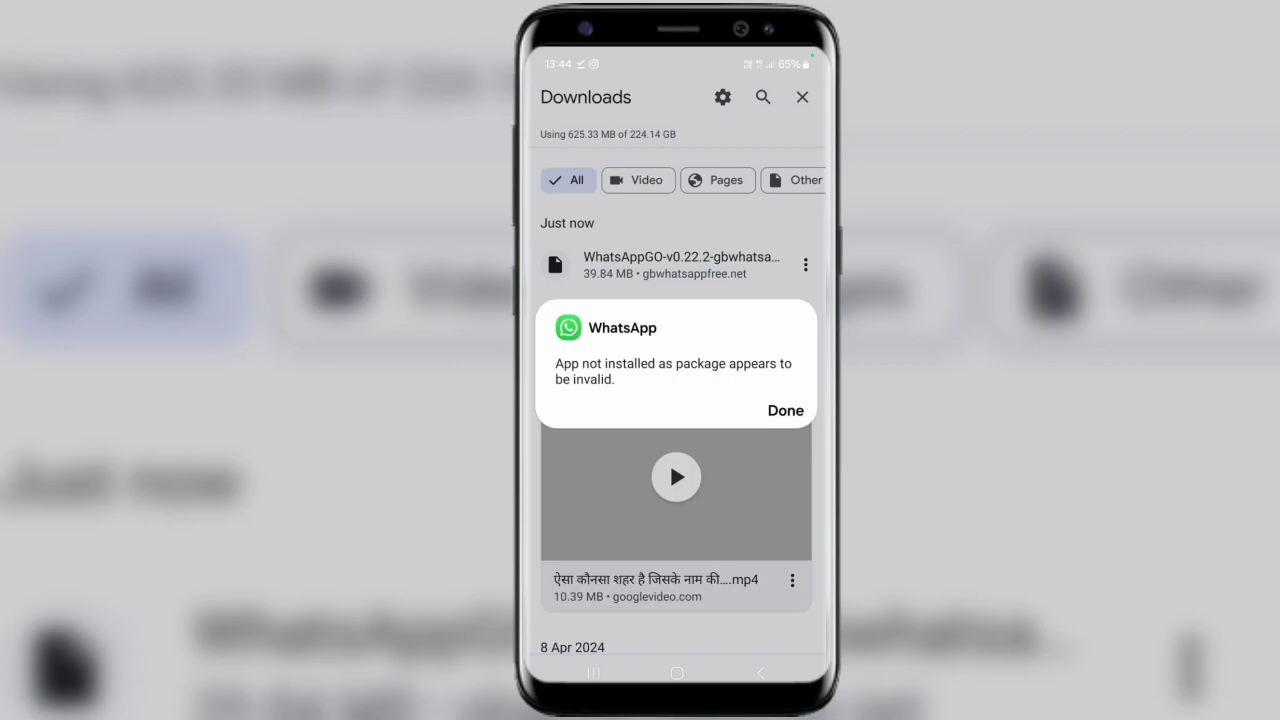 13:44
65%
Downloads
Using 625.33 MB of 224.14 GB
All
Video
Pages
Other
Just now
WhatsAppGO-v0.22.2-gbwhatsa...
39.84 MB • gbwhatsappfree.net
WhatsApp
App not installed as package appears to
be invalid.
Done
ऐसा कौनसा शहर है जिसके नाम की....mp4
10.39 MB • googlevideo.com
8 Apr 2024